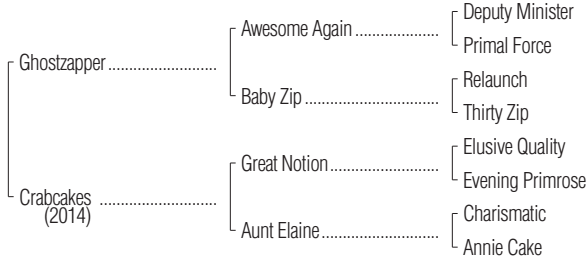 Deputy Minister
Awesome Again ....................
Primal Force
Ghostzapper ..........................
Relaunch
Baby Zip ................................
Thirty Zip
Elusive Quality
Great Notion..........................
Evening Primrose
Crabcakes ............................
(2014)
Charismatic
Aunt Elaine............................
Annie Cake